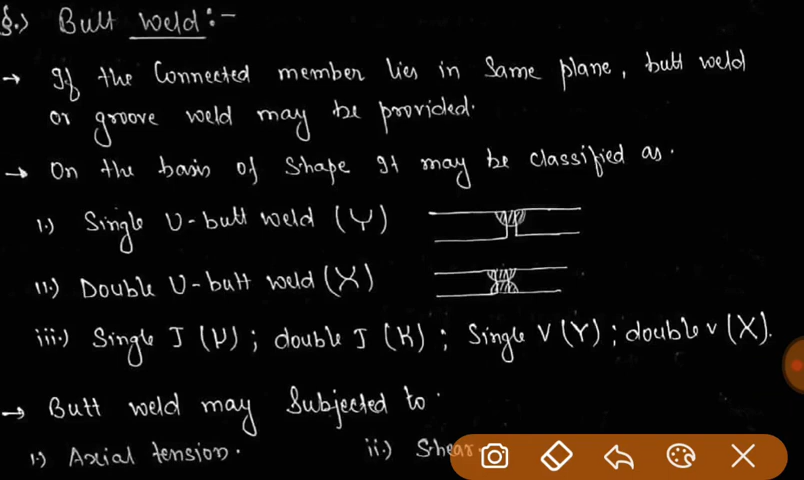 §.) Butt weld :-
→ If the Connected member lies in Same plane, butt weld
or groove weld may be provided.
→ On the basis of Shape It may be classified as.
i.) Single U-butt weld (Y)
ii.) Double U-butt weld (X)
iii.) Single J (ν); double J (K); Single V (Y); double v (X).
→ Butt weld may Subjected to.
i.) Axial tension. ii.) Shear